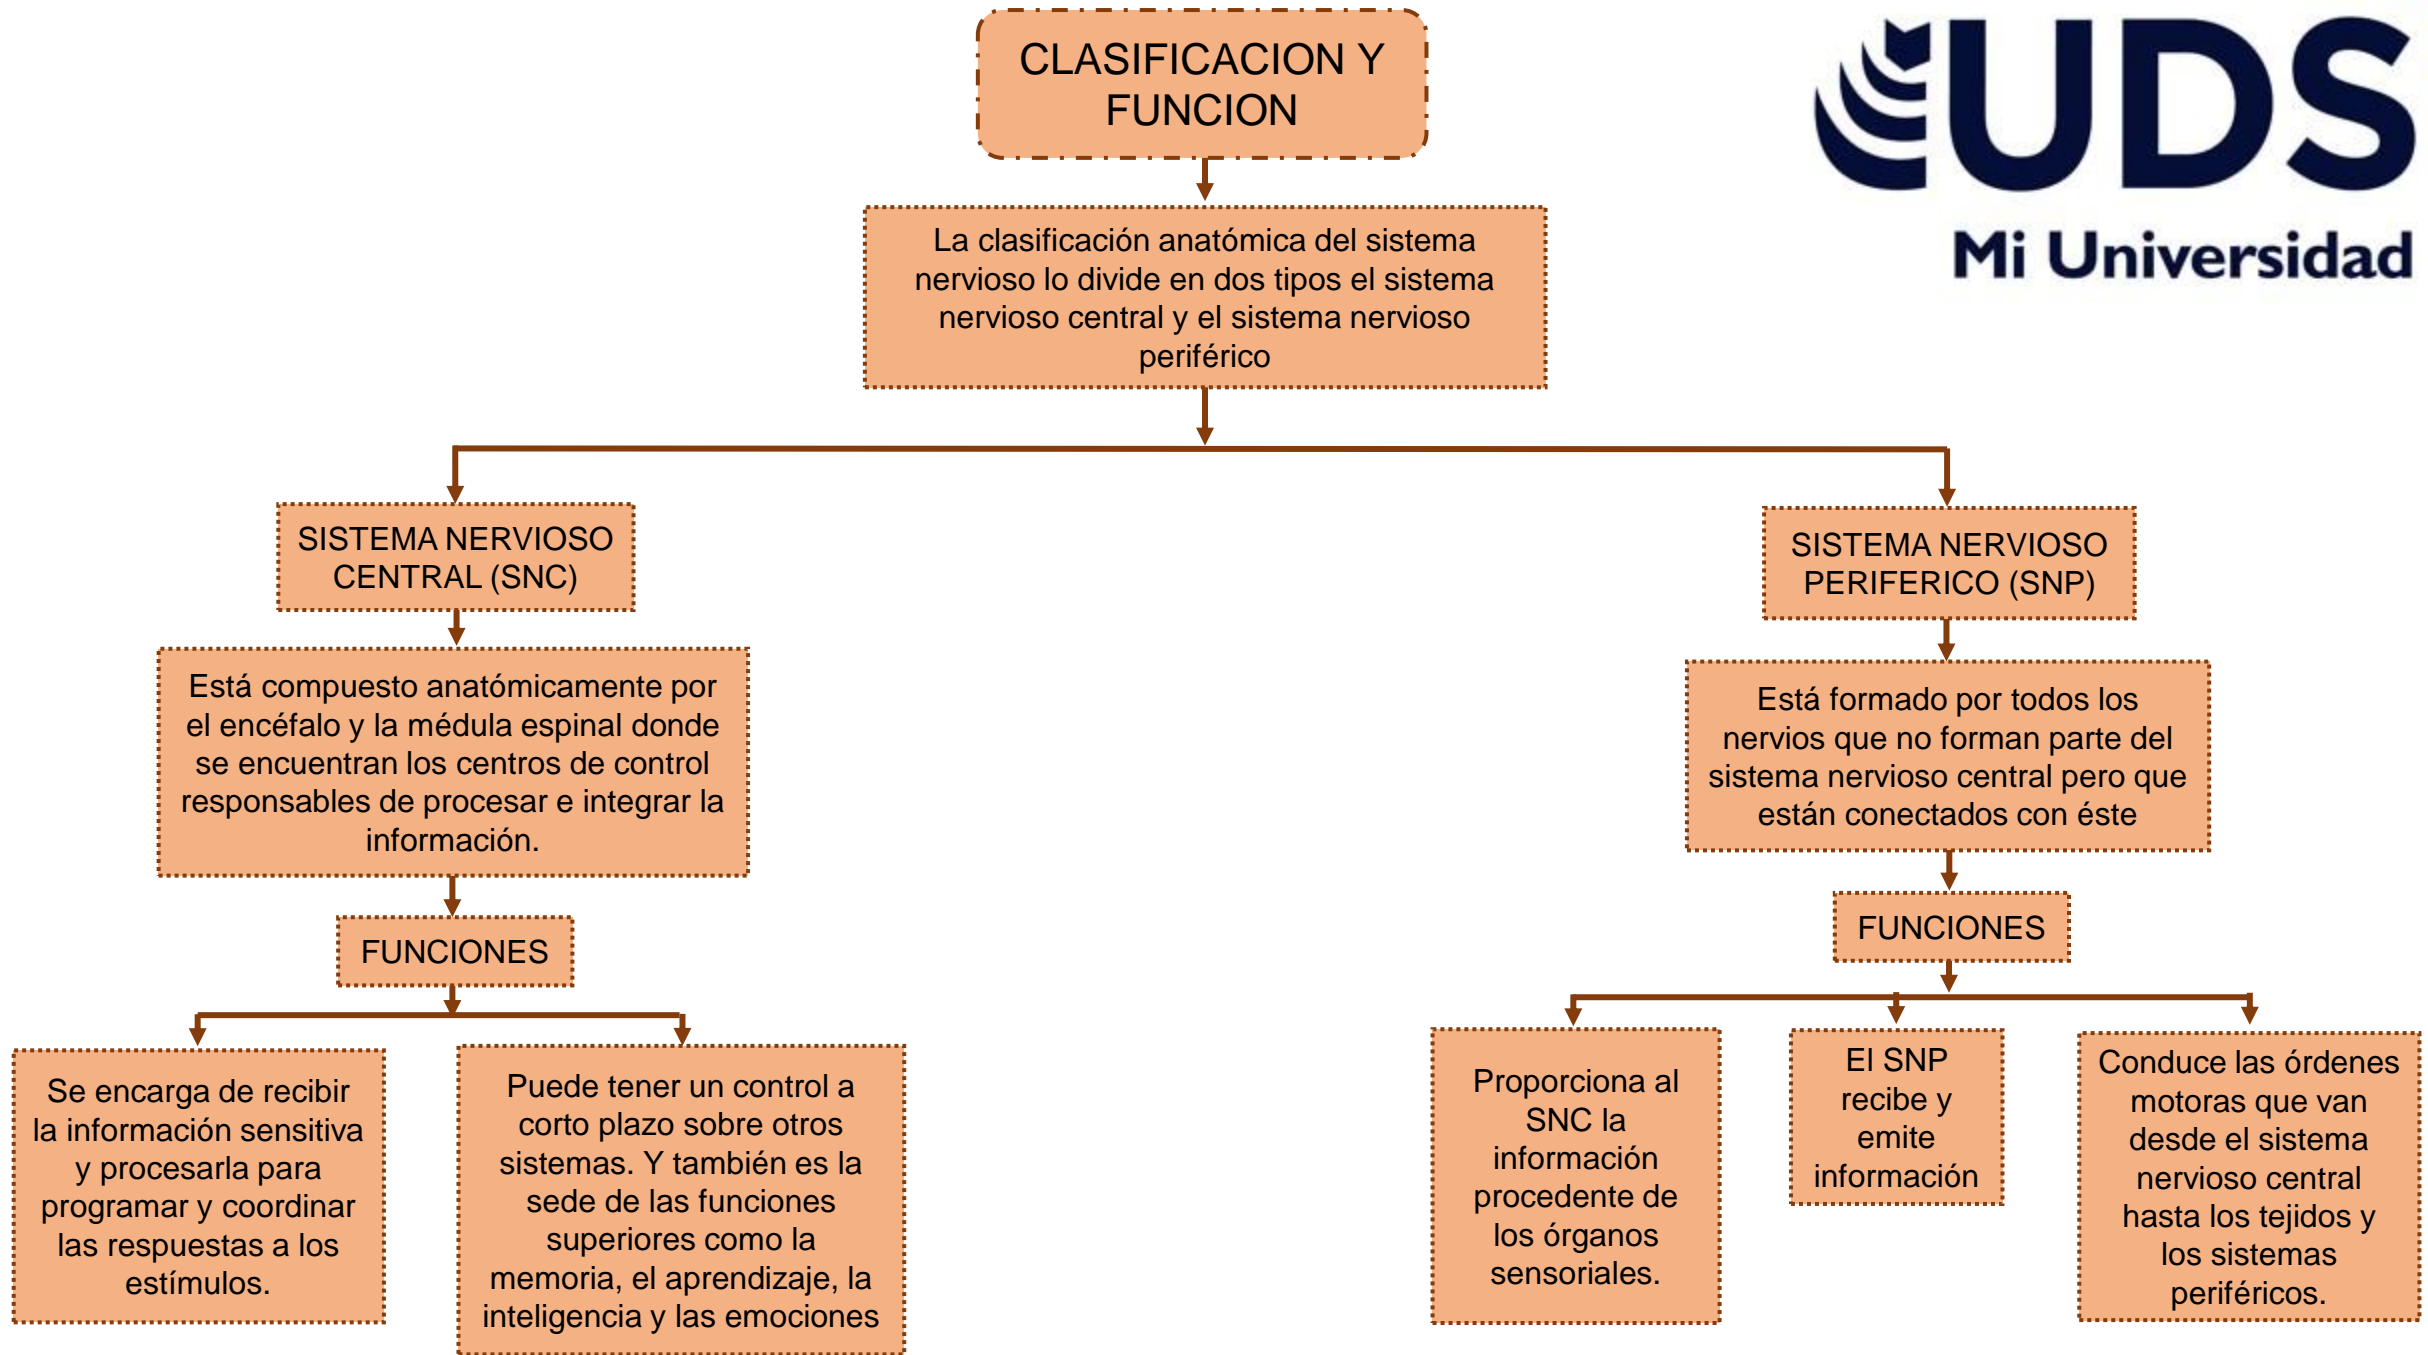 CLASIFICACION Y
FUNCION
UDS
Mi Universidad
La clasificación anatómica del sistema
nervioso lo divide en dos tipos el sistema
nervioso central y el sistema nervioso
periférico
SISTEMA NERVIOSO
CENTRAL (SNC)
Está compuesto anatómicamente por
el encéfalo y la médula espinal donde
se encuentran los centros de control
responsables de procesar e integrar la
información.
FUNCIONES
Se encarga de recibir
la información sensitiva
y procesarla para
programar y coordinar
las respuestas a los
estímulos.
Puede tener un control a
corto plazo sobre otros
sistemas. Y también es la
sede de las funciones
superiores como la
memoria, el aprendizaje, la
inteligencia y las emociones
SISTEMA NERVIOSO
PERIFERICO (SNP)
Está formado por todos los
nervios que no forman parte del
sistema nervioso central pero que
están conectados con éste
FUNCIONES
Proporciona al
SNC la
información
procedente de
los órganos
sensoriales.
El SNP
recibe y
emite
información
Conduce las órdenes
motoras que van
desde el sistema
nervioso central
hasta los tejidos y
los sistemas
periféricos.